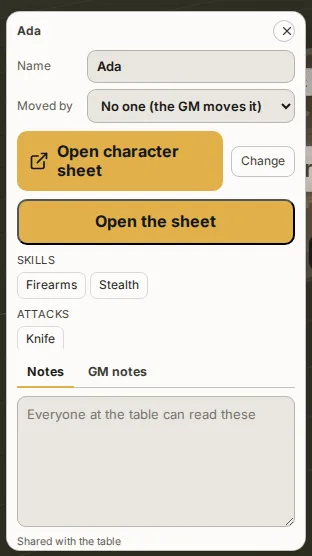 Ada
Name
Ada
Moved by
No one (the GM moves it)
Open character
sheet
Change
Open the sheet
SKILLS
Firearms
Stealth
ATTACKS
Knife
Notes
GM notes
Everyone at the table can read these
Shared with the table